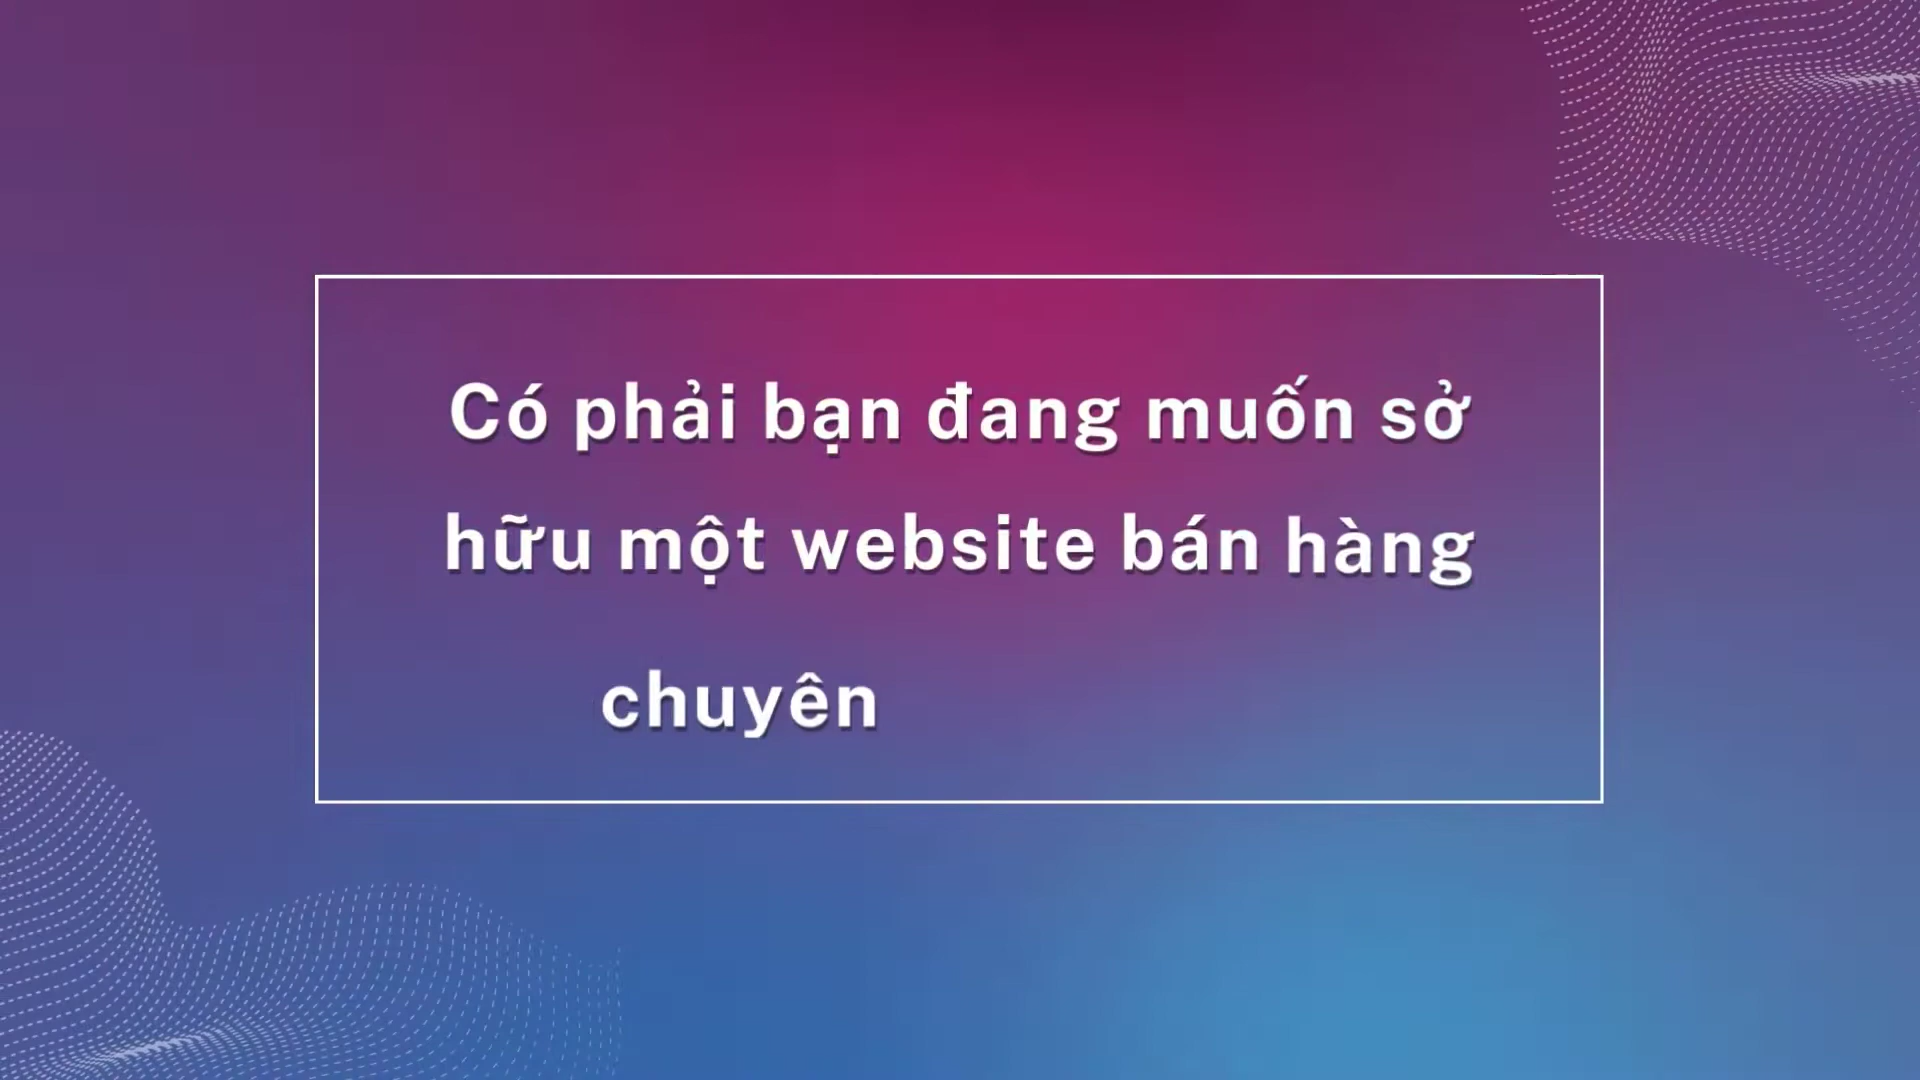 Có phải bạn đang muốn sở
hữu một website bán hàng
chuyên